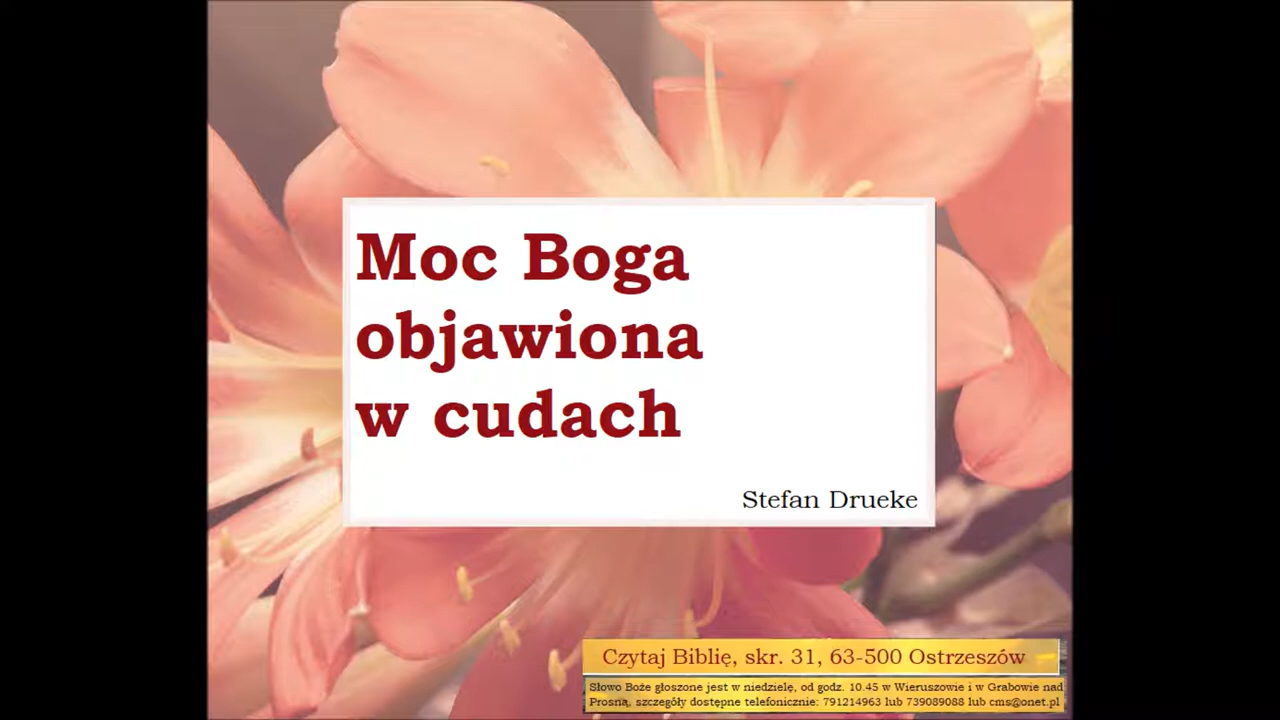 Moc Boga
objawiona
w cudach
Stefan Drueke
Czytaj Biblię, skr. 31, 63-500 Ostrzeszów
Słowo Boże głoszone jest w niedzielę, od godz. 10.45 w Wieruszowie i w Grabowie nad
Prosną, szczegóły dostępne telefonicznie: 791214963 lub 739089088 lub cms@onet.pl